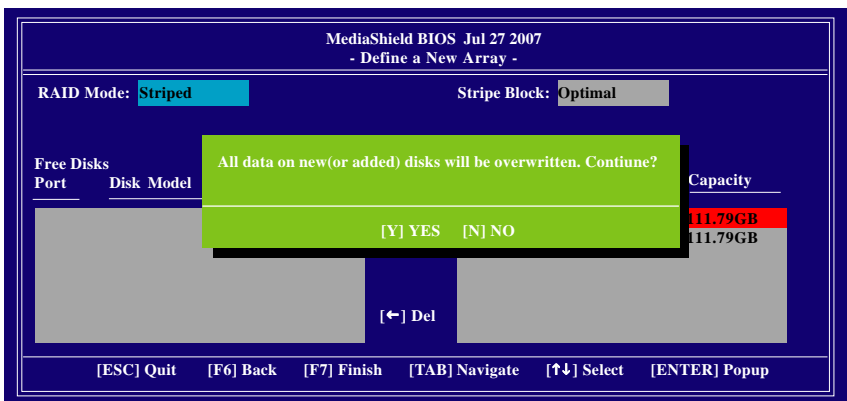 MediaShield BIOS Jul 27 2007
- Define a New Array -
RAID Mode: Striped
Stripe Block: Optimal
All data on new(or added) disks will be overwritten. Contiune?
[Y] YES [N] NO
Free Disks
Port Disk Model
Capacity
111.79GB
111.79GB
[←] Del
[ESC] Quit [F6] Back [F7] Finish [TAB] Navigate [↑↓] Select [ENTER] Popup